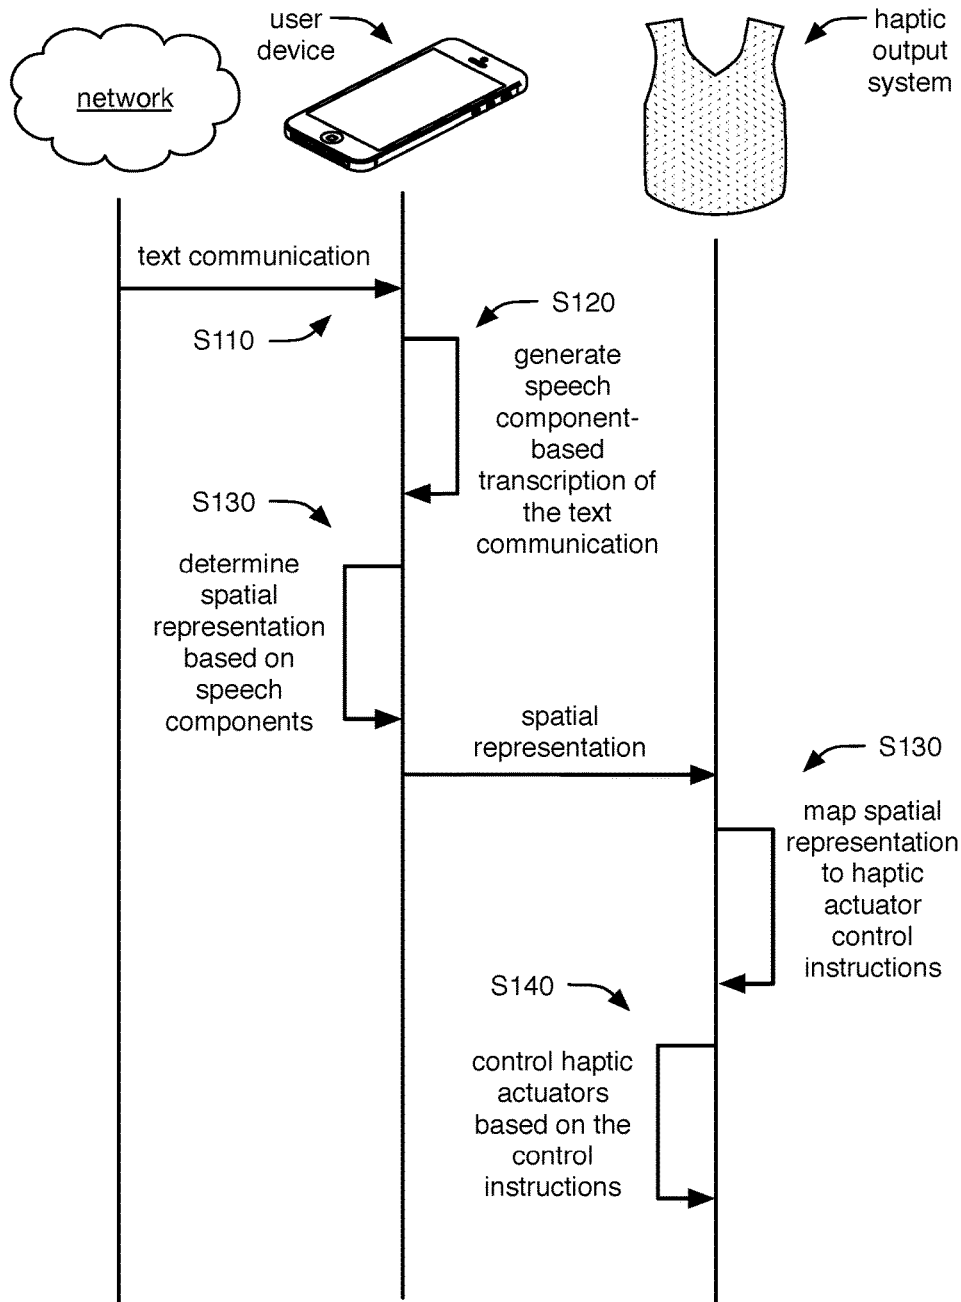 network
user
device
haptic
output
system
text communication
S110
S120
generate
speech
component-
based
transcription of
the text
communication
S130
determine
spatial
representation
based on
speech
components
spatial
representation
S130
map spatial
representation
to haptic
actuator
control
instructions
S140
control haptic
actuators
based on the
control
instructions